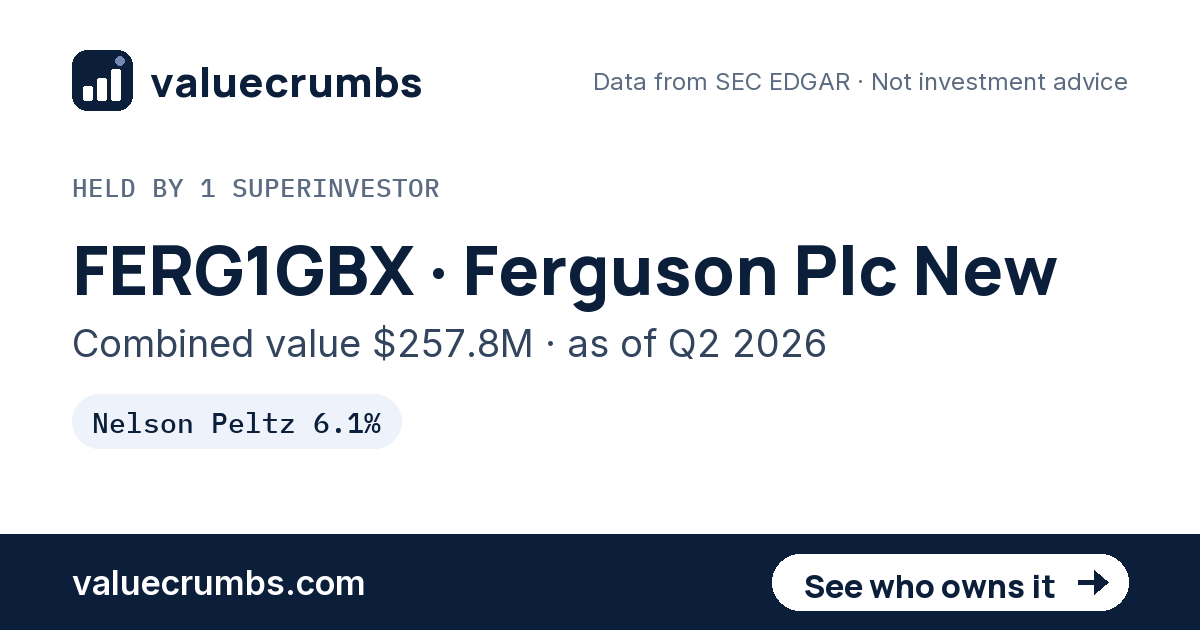 valuecrumbs
Data from SEC EDGAR · Not investment advice
HELD BY 1 SUPERINVESTOR
FERG1GBX · Ferguson Plc New
Combined value $257.8M · as of Q2 2026
Nelson Peltz 6.1%
valuecrumbs.com
See who owns it →